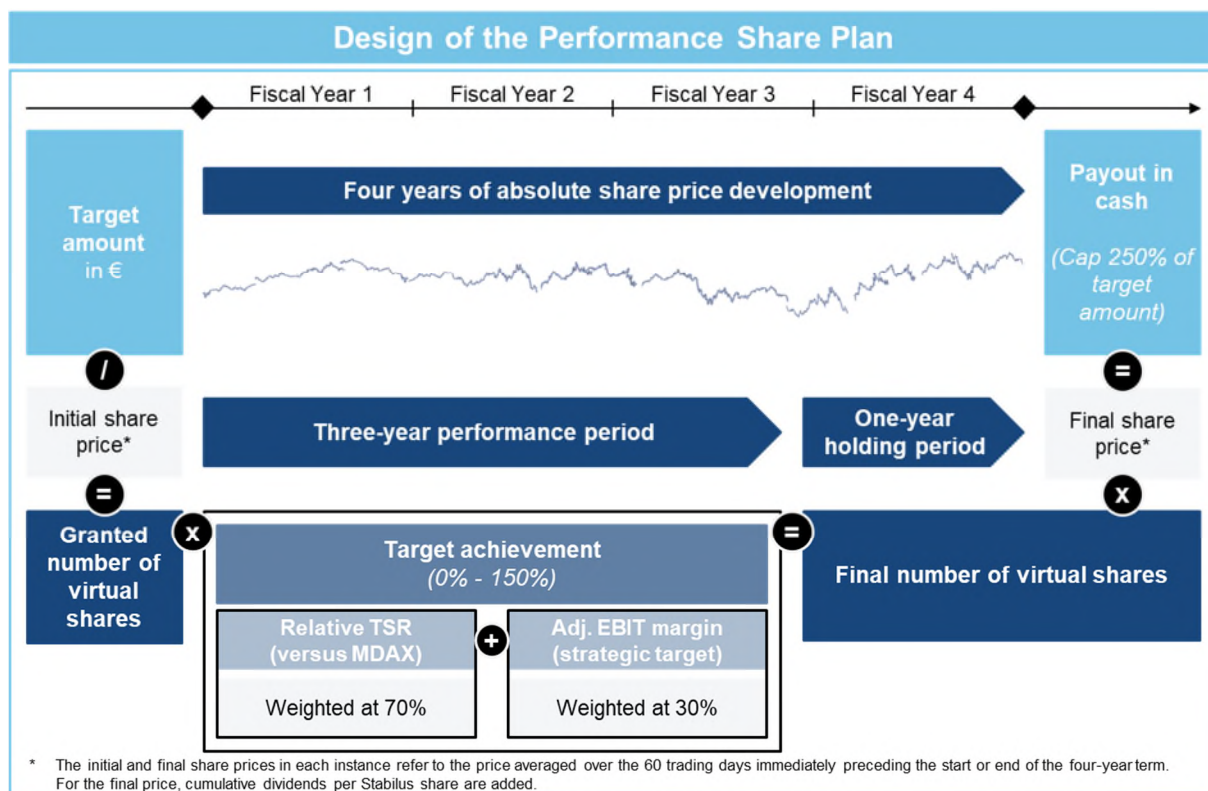 Design of the Performance Share Plan
Fiscal Year 1
Fiscal Year 2
Fiscal Year 3
Fiscal Year 4
Target
amount
in €
Four years of absolute share price development
Payout in
cash
(Cap 250% of
target
amount)
/
=
Initial share
price*
Three-year performance period
One-year
holding period
Final share
price*
=
x
Granted
number of
virtual
shares
x
Target achievement
(0% - 150%)
=
Final number of virtual shares
Relative TSR
(versus MDAX)
+
Adj. EBIT margin
(strategic target)
Weighted at 70%
Weighted at 30%
* The initial and final share prices in each instance refer to the price averaged over the 60 trading days immediately preceding the start or end of the four-year term.
For the final price, cumulative dividends per Stabilus share are added.